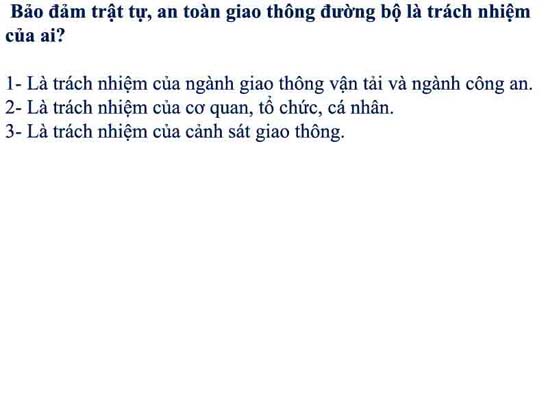 Bảo đảm trật tự, an toàn giao thông đường bộ là trách nhiệm
của ai?
1- Là trách nhiệm của ngành giao thông vận tải và ngành công an.
2- Là trách nhiệm của cơ quan, tổ chức, cá nhân.
3- Là trách nhiệm của cảnh sát giao thông.